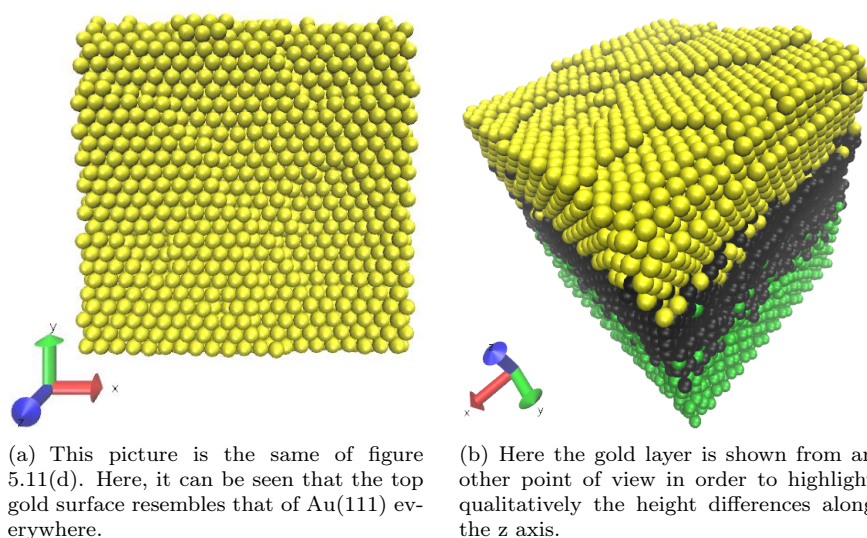 y
x
z
z
x
y
(a) This picture is the same of figure
5.11(d). Here, it can be seen that the top
gold surface resembles that of Au(111) ev-
erywhere.
(b) Here the gold layer is shown from an
other point of view in order to highlight
qualitatively the height differences along
the z axis.